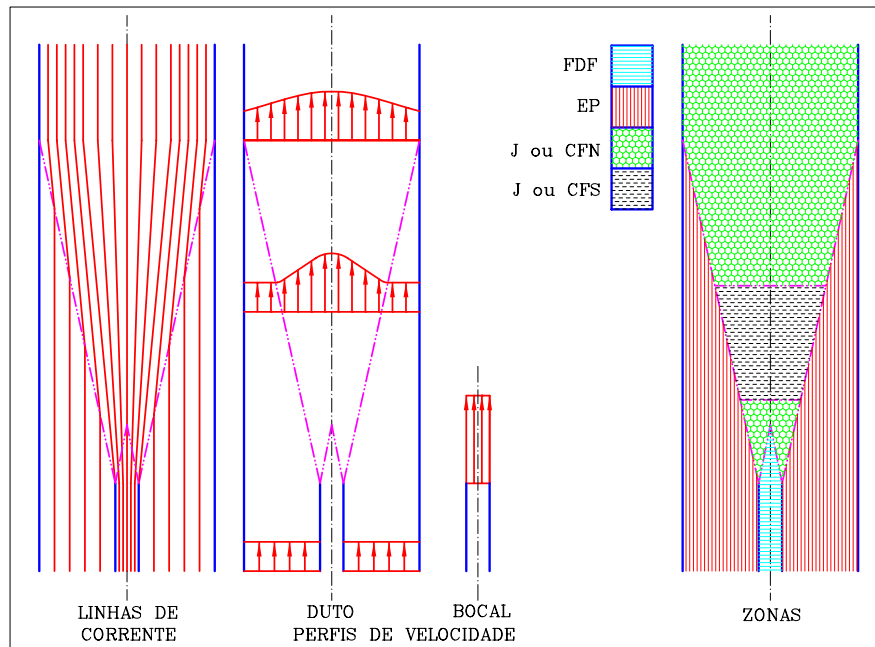 FDF
EP
J ou CFN
J ou CFS
LINHAS DE
CORRENTE
DUTO
BOCAL
PERFIS DE VELOCIDADE
ZONAS